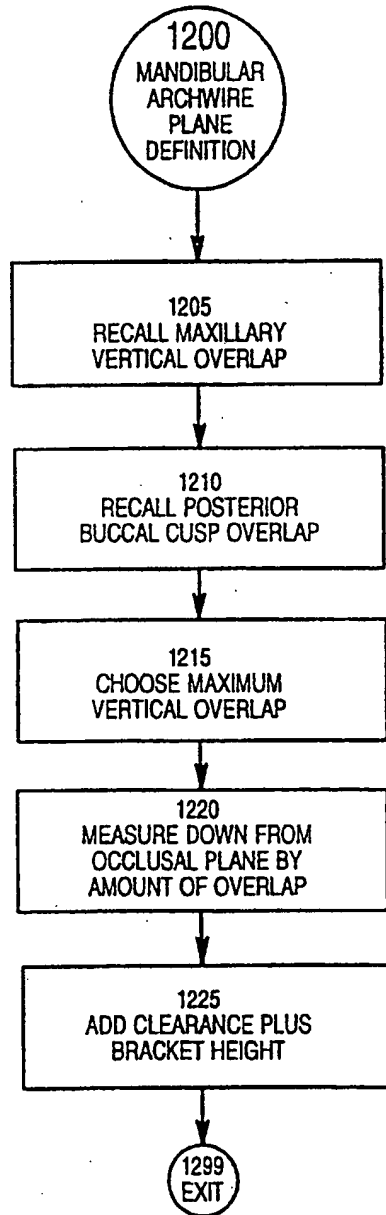 1200
MANDIBULAR
ARCHWIRE
PLANE
DEFINITION
1205
RECALL MAXILLARY
VERTICAL OVERLAP
1210
RECALL POSTERIOR
BUCCAL CUSP OVERLAP
1215
CHOOSE MAXIMUM
VERTICAL OVERLAP
1220
MEASURE DOWN FROM
OCCLUSAL PLANE BY
AMOUNT OF OVERLAP
1225
ADD CLEARANCE PLUS
BRACKET HEIGHT
1299
EXIT